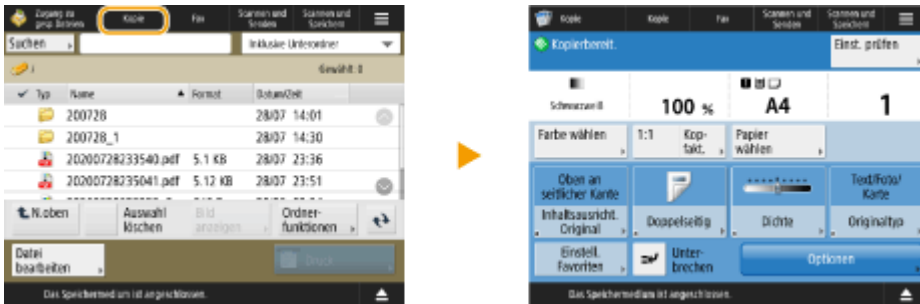 Zugang zu
gesp. Dateien
Kopie
Fax
Scannen und
Senden
Scannen und
Speichern
Suchen
Inklusive Unterordner
/
Gewählt: 0
Typ
Name
Format
Datum/Zeit
200728
28/07 14:01
200728_1
28/07 14:30
20200728233540.pdf 5.1 KB 28/07 23:36
20200728235041.pdf 5.12 KB 28/07 23:51
N.oben
Auswahl
löschen
Bild
anzeigen
Ordner-
funktionen
Datei
bearbeiten
Druck
Das Speichermedium ist angeschlossen.
Kopie
Kopie
Fax
Scannen und
Senden
Scannen und
Speichern
Kopierbereit.
Einst. prüfen
100 %
A4
1
Farbe wählen
1:1
Kop-
fakt.
Papier
wählen
Oben an
seitlicher Kante
Text/Foto/
Karte
Inhaltsausricht.
Original
Doppelseitig
Dichte
Originaltyp
Einstell.
Favoriten
Unter-
brechen
Optionen
Das Speichermedium ist angeschlossen.